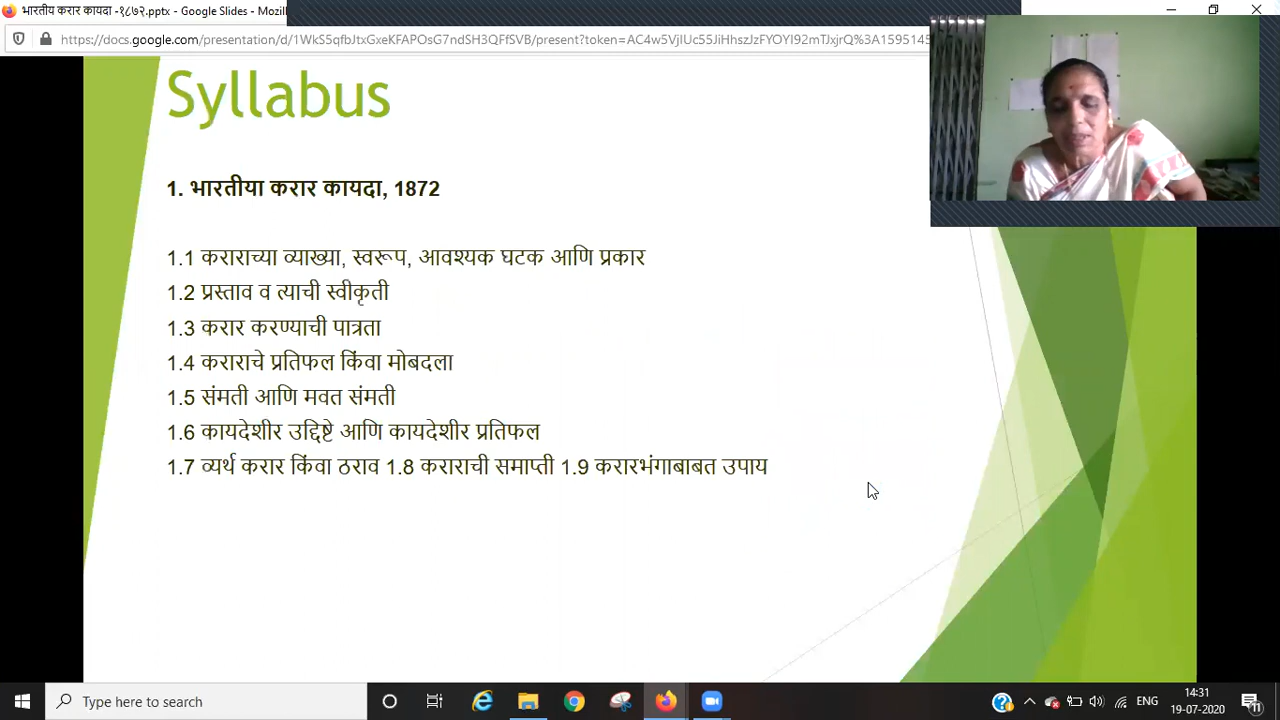 भारतीय करार कायदा -१८७२.pptx - Google Slides - Mozil
https://docs.google.com/presentation/d/1WkS5qfbJtxGxeKFAPOsG7ndSH3QFfSVB/present?token=AC4w5VjIUc55JiHhszJzFYOYI92mTJxjrQ%3A1595145
Syllabus
1. भारतीया करार कायदा, 1872
1.1 कराराच्या व्याख्या, स्वरूप, आवश्यक घटक आणि प्रकार
1.2 प्रस्ताव व त्याची स्वीकृती
1.3 करार करण्याची पात्रता
1.4 कराराचे प्रतिफल किंवा मोबदला
1.5 संमती आणि मवत संमती
1.6 कायदेशीर उद्दिष्टे आणि कायदेशीर प्रतिफल
1.7 व्यर्थ करार किंवा ठराव 1.8 कराराची समाप्ती 1.9 करारभंगाबाबत उपाय
Type here to search
ENG
14:31
19-07-2020
11